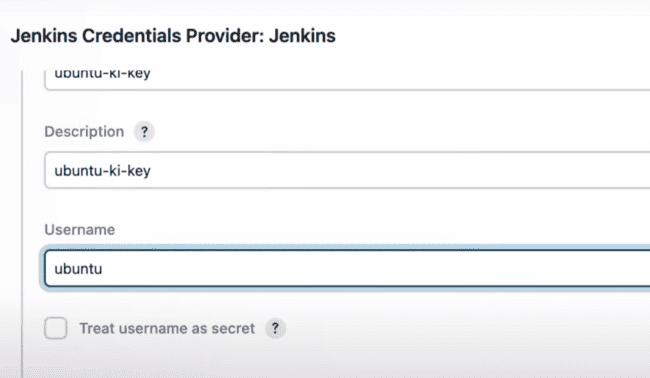 Jenkins Credentials Provider: Jenkins
ubuntu-ki-key
Description ?
ubuntu-ki-key
Username
ubuntu
Treat username as secret ?